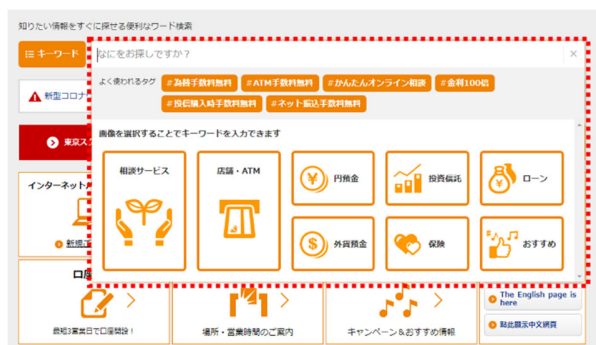 知りたい情報をすぐに探せる便利なワード検索
キーワード
なにをお探しですか?
×
よく使われるタグ
#為替手数料無料
#ATM手数料無料
#かんたんオンライン相談
#金利100倍
#投信購入時手数料無料
#ネット振込手数料無料
新型コロナ
画像を選択することでキーワードを入力できます
東京ス
相談サービス
店舗・ATM
円預金
投資信託
ローン
外貨預金
保険
おすすめ
インターネット
新規
口座
最短3営業日で口座開設!
場所・営業時間のご案内
キャンペーン&おすすめ情報
The English page is
here
點此顯示中文網頁